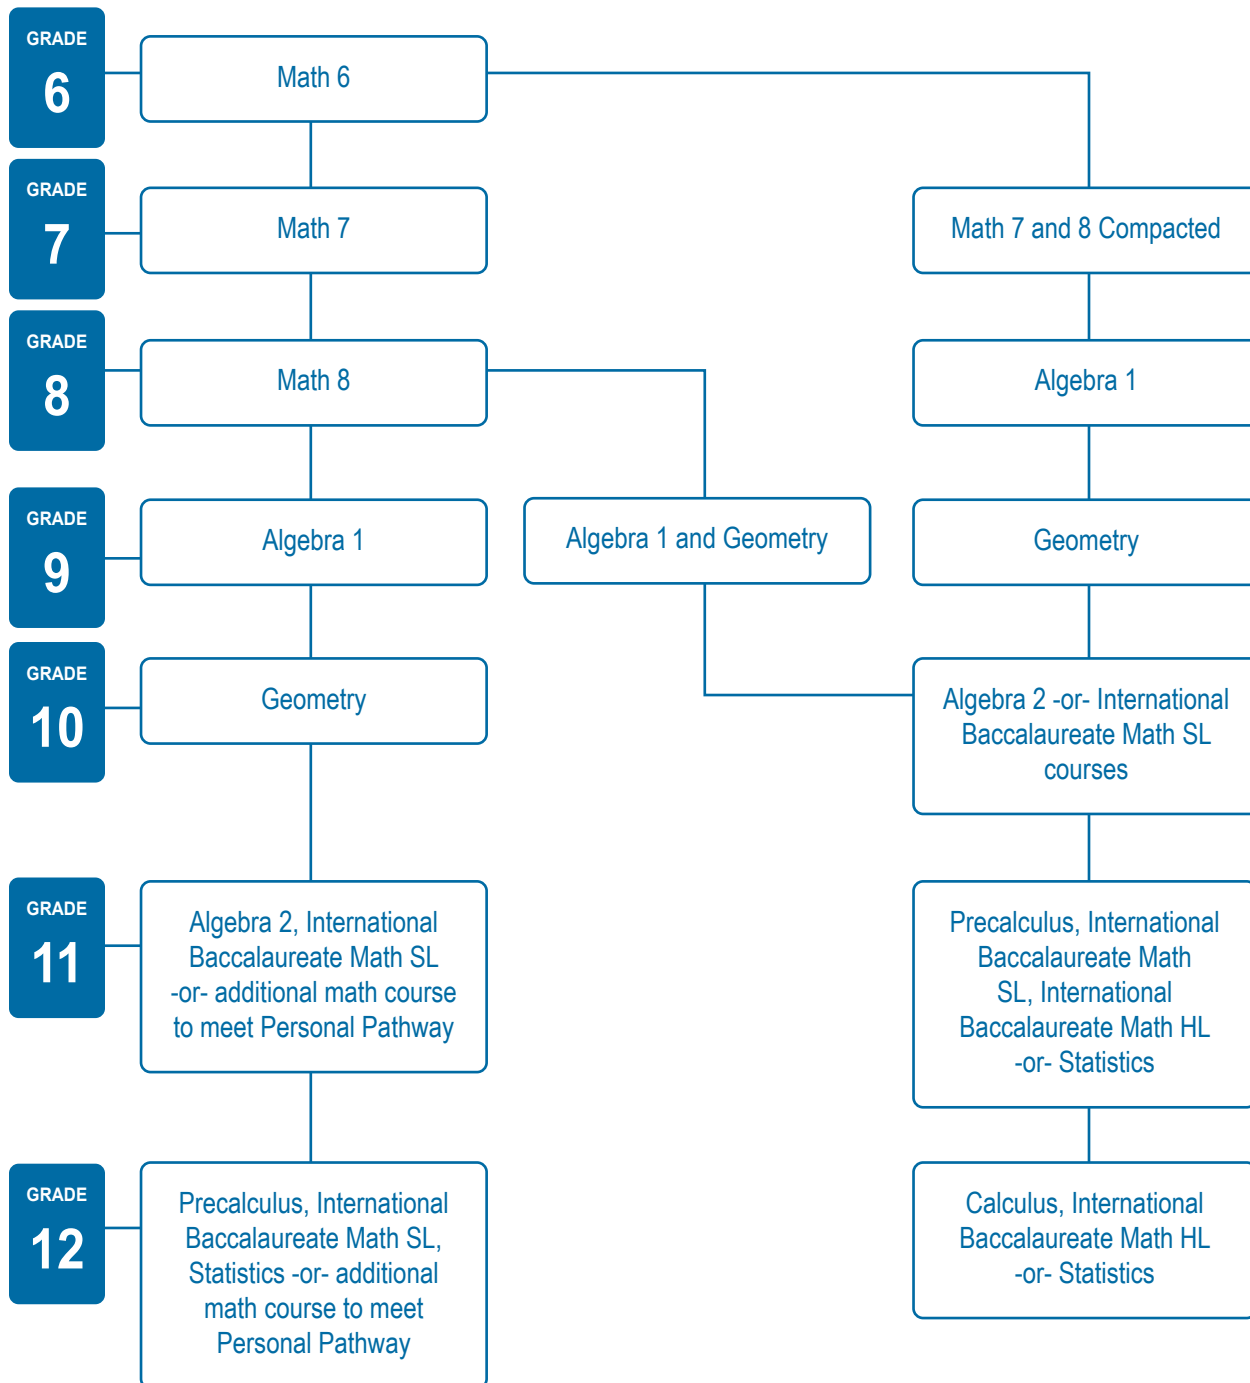 GRADE
6
Math 6
GRADE
7
Math 7
Math 7 and 8 Compacted
GRADE
8
Math 8
Algebra 1
GRADE
9
Algebra 1
Algebra 1 and Geometry
Geometry
GRADE
10
Geometry
Algebra 2 -or- International
Baccalaureate Math SL
courses
GRADE
11
Algebra 2, International
Baccalaureate Math SL
-or- additional math course
to meet Personal Pathway
Precalculus, International
Baccalaureate Math
SL, International
Baccalaureate Math HL
-or- Statistics
GRADE
12
Precalculus, International
Baccalaureate Math SL,
Statistics -or- additional
math course to meet
Personal Pathway
Calculus, International
Baccalaureate Math HL
-or- Statistics